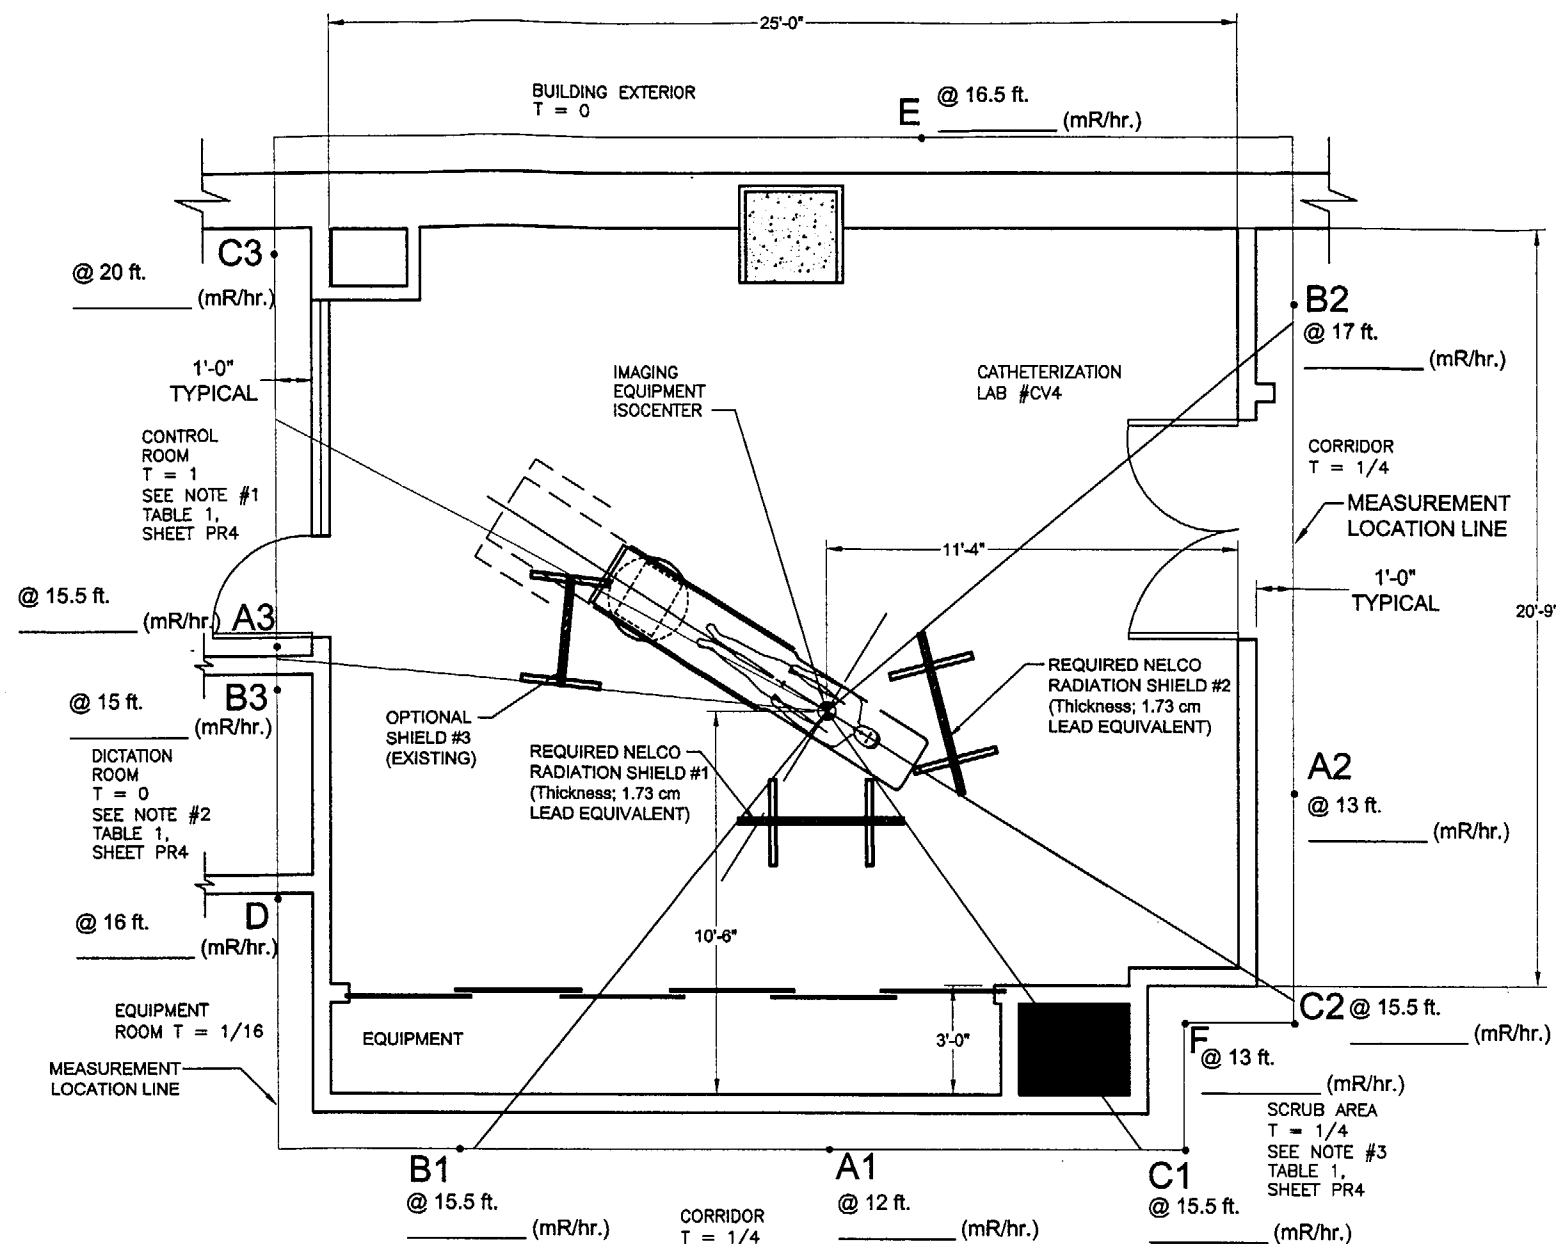 25'-0"
BUILDING EXTERIOR
T = 0
E
@ 16.5 ft.
(mR/hr.)
C3
@ 20 ft.
(mR/hr.)
B2
@ 17 ft.
(mR/hr.)
1'-0"
TYPICAL
IMAGING
EQUIPMENT
ISOCENTER
CATHETERIZATION
LAB #CV4
CONTROL
ROOM
T = 1
SEE NOTE #1
TABLE 1,
SHEET PR4
CORRIDOR
T = 1/4
MEASUREMENT
LOCATION LINE
11'-4"
1'-0"
TYPICAL
20'-9'
@ 15.5 ft.
(mR/hr.)
A3
B3
@ 15 ft.
(mR/hr.)
OPTIONAL
SHIELD #3
(EXISTING)
REQUIRED NELCO
RADIATION SHIELD #1
(Thickness; 1.73 cm
LEAD EQUIVALENT)
REQUIRED NELCO
RADIATION SHIELD #2
(Thickness; 1.73 cm
LEAD EQUIVALENT)
DICTATION
ROOM
T = 0
SEE NOTE #2
TABLE 1,
SHEET PR4
A2
@ 13 ft.
(mR/hr.)
D
@ 16 ft.
(mR/hr.)
10'-6"
EQUIPMENT
ROOM T = 1/16
EQUIPMENT
3'-0"
C2
@ 15.5 ft.
(mR/hr.)
F
@ 13 ft.
(mR/hr.)
MEASUREMENT
LOCATION LINE
SCRUB AREA
T = 1/4
SEE NOTE #3
TABLE 1,
SHEET PR4
B1
@ 15.5 ft.
(mR/hr.)
CORRIDOR
T = 1/4
A1
@ 12 ft.
(mR/hr.)
C1
@ 15.5 ft.
(mR/hr.)